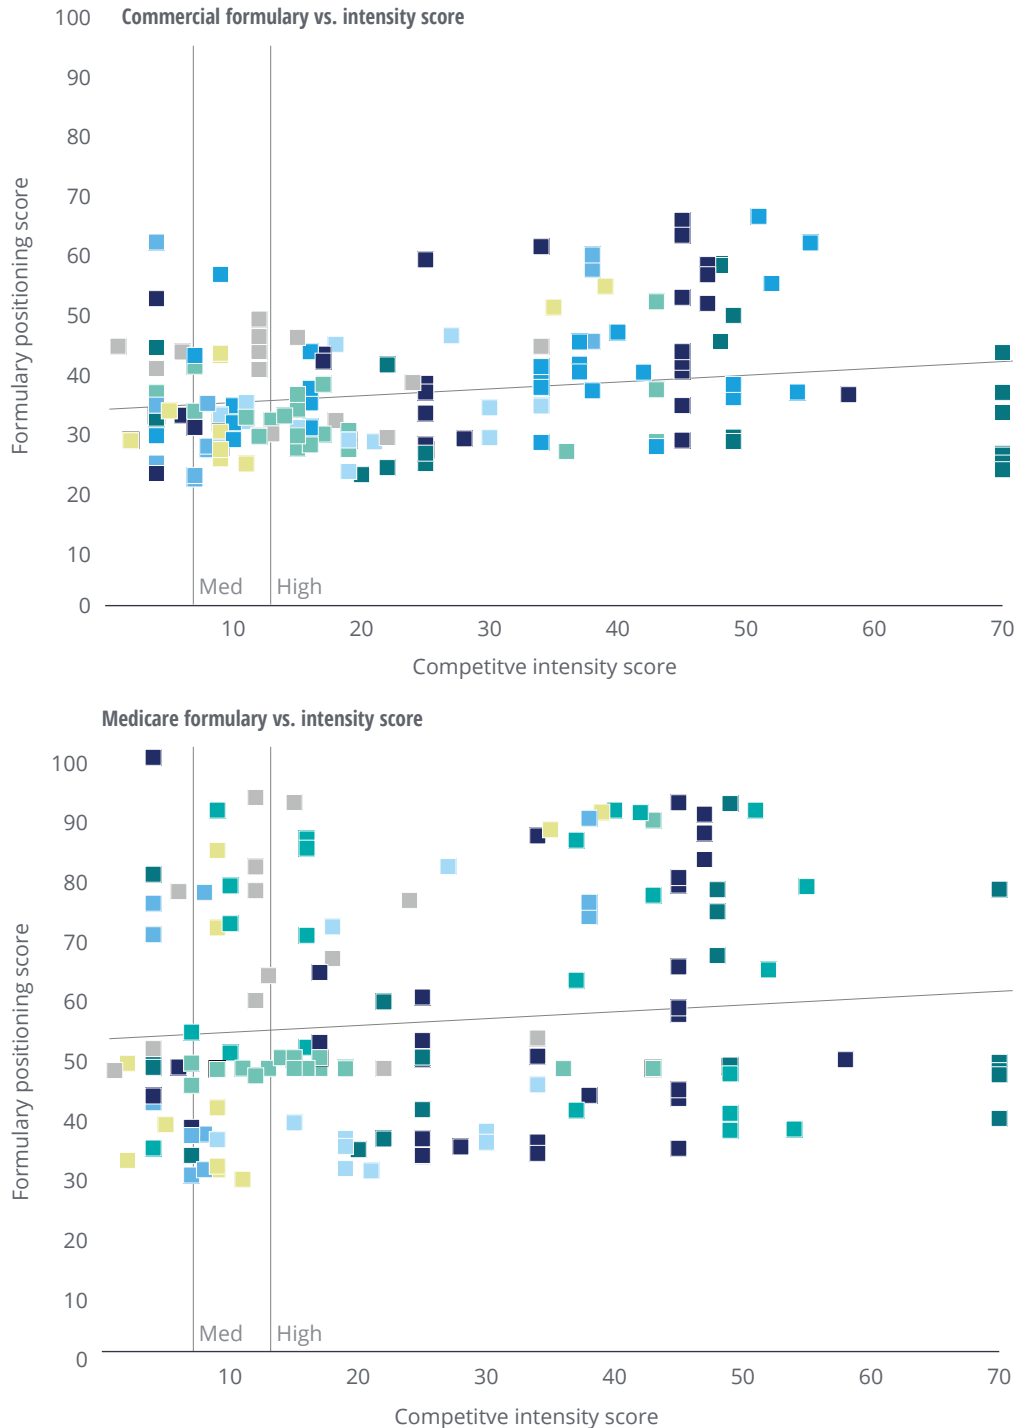 Commercial formulary vs. intensity score
Formulary positioning score
100
90
80
70
60
50
40
30
20
10
0
Med
High
10 20 30 40 50 60 70
Competitve intensity score
Medicare formulary vs. intensity score
Formulary positioning score
100
90
80
70
60
50
40
30
20
10
0
Med
High
10 20 30 40 50 60 70
Competitve intensity score